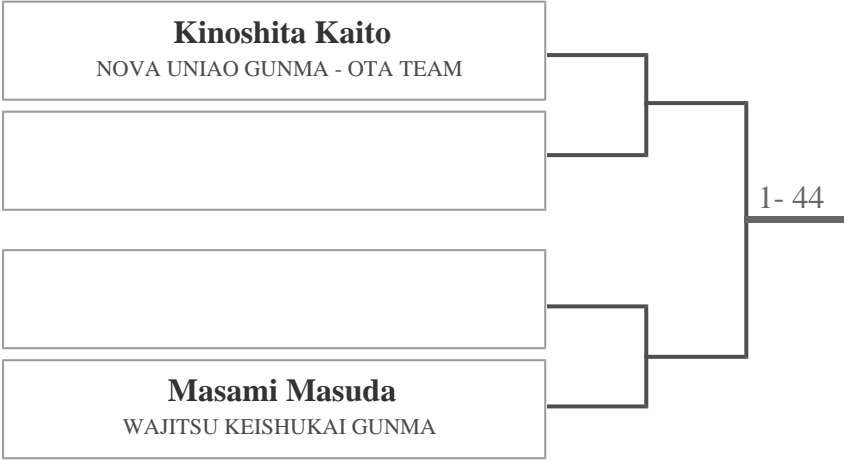 Kinoshita Kaito
NOVA UNIAO GUNMA - OTA TEAM
1- 44
Masami Masuda
WAJITSU KEISHUKAI GUNMA